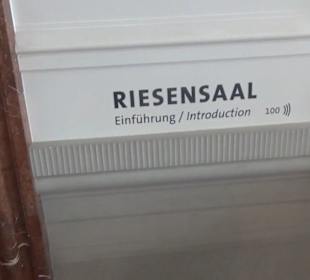 RIESENSAAL
Einführung / Introduction 100 )))